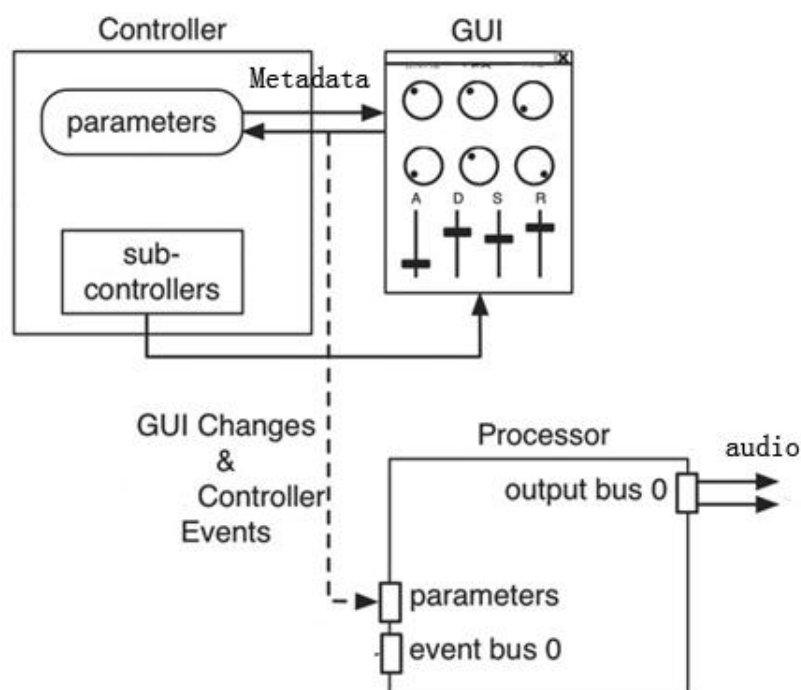 Controller
GUI
Metadata
parameters
A D S R
sub-
controllers
GUI Changes
&
Controller
Events
Processor
audio
output bus 0
parameters
event bus 0